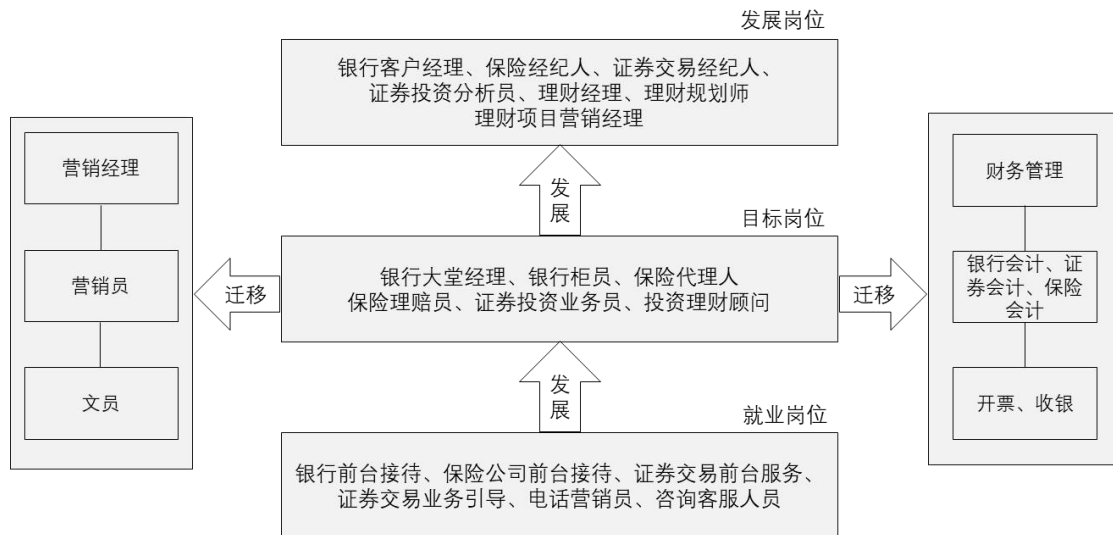 发展岗位
银行客户经理、保险经纪人、证券交易经纪人、
证券投资分析员、理财经理、理财规划师
理财项目营销经理
发展
目标岗位
银行大堂经理、银行柜员、保险代理人
保险理赔员、证券投资业务员、投资理财顾问
发展
就业岗位
银行前台接待、保险公司前台接待、证券交易前台服务、
证券交易业务引导、电话营销员、咨询客服人员
迁移
营销经理
营销员
文员
迁移
财务管理
银行会计、证
券会计、保险
会计
开票、收银